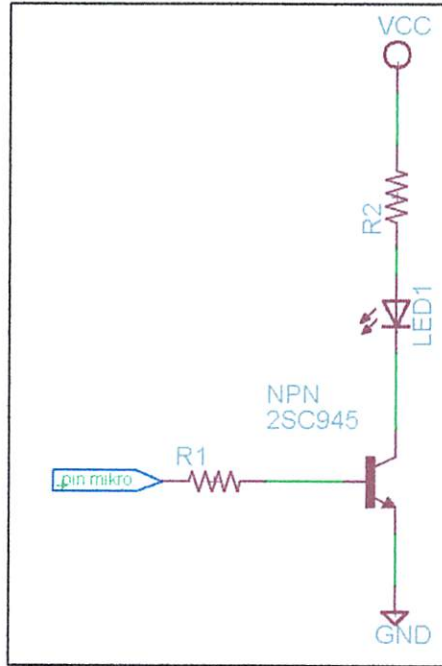 VCC
R2
LED1
NPN
2SC945
R1
pin mikro
GND